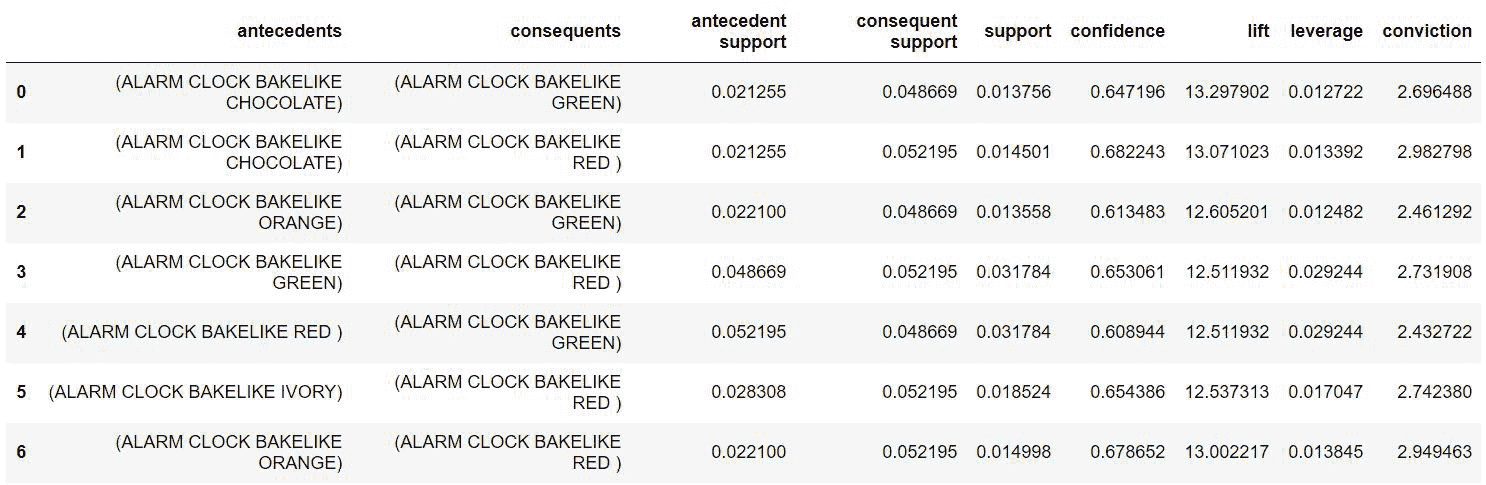 antecedents consequents antecedent support consequent support support confidence lift leverage conviction
0 (ALARM CLOCK BAKELIKE CHOCOLATE) (ALARM CLOCK BAKELIKE GREEN) 0.021255 0.048669 0.013756 0.647196 13.297902 0.012722 2.696488
1 (ALARM CLOCK BAKELIKE CHOCOLATE) (ALARM CLOCK BAKELIKE RED ) 0.021255 0.052195 0.014501 0.682243 13.071023 0.013392 2.982798
2 (ALARM CLOCK BAKELIKE ORANGE) (ALARM CLOCK BAKELIKE GREEN) 0.022100 0.048669 0.013558 0.613483 12.605201 0.012482 2.461292
3 (ALARM CLOCK BAKELIKE GREEN) (ALARM CLOCK BAKELIKE RED ) 0.048669 0.052195 0.031784 0.653061 12.511932 0.029244 2.731908
4 (ALARM CLOCK BAKELIKE RED ) (ALARM CLOCK BAKELIKE GREEN) 0.052195 0.048669 0.031784 0.608944 12.511932 0.029244 2.432722
5 (ALARM CLOCK BAKELIKE IVORY) (ALARM CLOCK BAKELIKE RED ) 0.028308 0.052195 0.018524 0.654386 12.537313 0.017047 2.742380
6 (ALARM CLOCK BAKELIKE ORANGE) (ALARM CLOCK BAKELIKE RED ) 0.022100 0.052195 0.014998 0.678652 13.002217 0.013845 2.949463